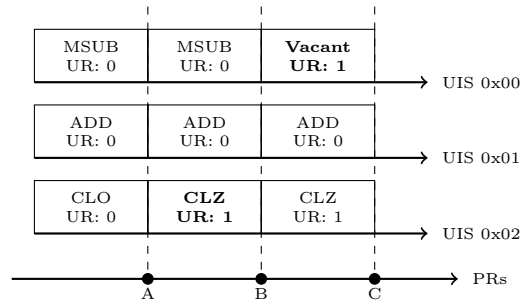 MSUB MSUB Vacant
UR: 0 UR: 0 UR: 1
UIS 0x00
ADD ADD ADD
UR: 0 UR: 0 UR: 0
UIS 0x01
CLO CLZ CLZ
UR: 0 UR: 1 UR: 1
UIS 0x02
PRs
A B C